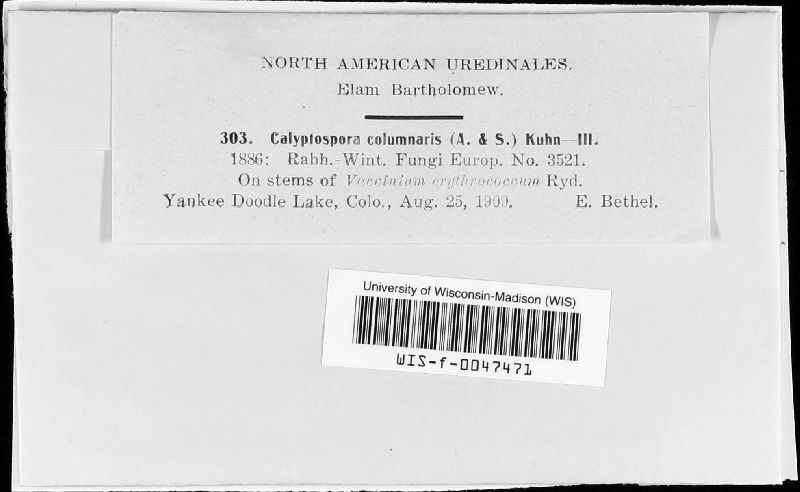 NORTH AMERICAN UREDINALES.
Elam Bartholomew.
303. Calyptospora columnaris (A. & S.) Kuhn—III.
1886: Rabh.-Wint. Fungi Europ. No. 3521.
On stems of Vaccinium erythrococcum Ryd.
Yankee Doodle Lake, Colo., Aug. 25, 1909. E. Bethel.
University of Wisconsin-Madison (WIS)
WIS-f-0047471